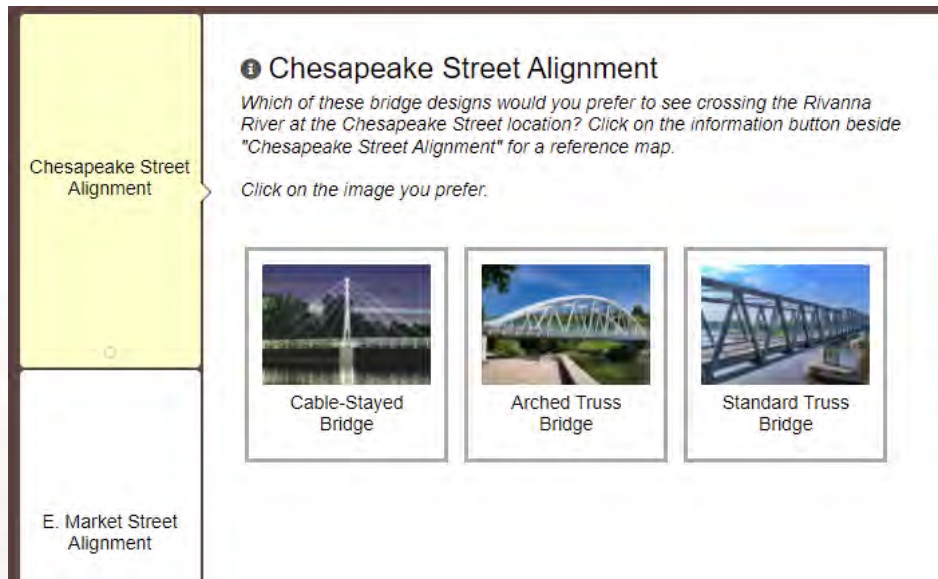 Chesapeake Street Alignment
Which of these bridge designs would you prefer to see crossing the Rivanna
River at the Chesapeake Street location? Click on the information button beside
"Chesapeake Street Alignment" for a reference map.
Click on the image you prefer.
Chesapeake Street
Alignment
Cable-Stayed
Bridge
Arched Truss
Bridge
Standard Truss
Bridge
E. Market Street
Alignment